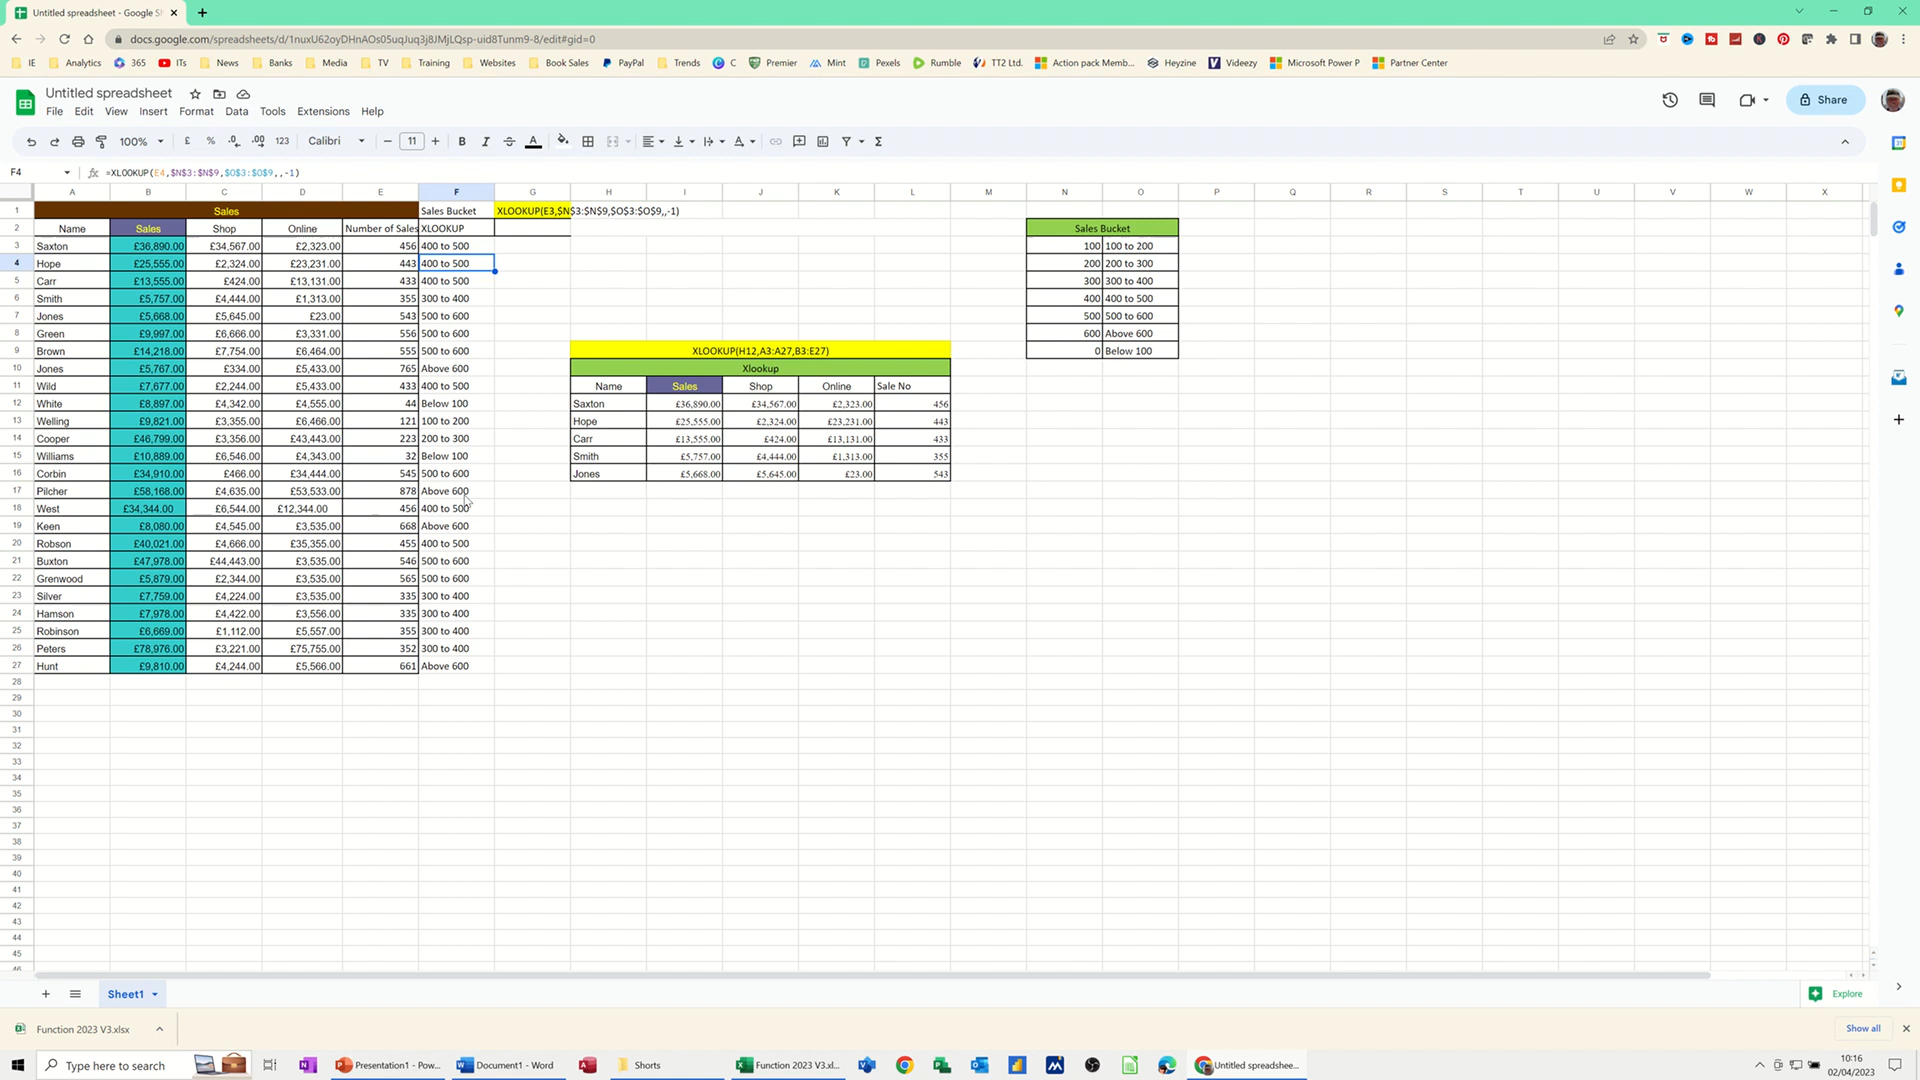 Untitled spreadsheet - Google S
docs.google.com/spreadsheets/d/1nuxU62oyDHnAOs05uqJuq3j8JMjLQsp-uid8Tunm9-8/edit#gid=0
IE Analytics 365 ITs News Banks Media TV Training Websites Book Sales PayPal Trends C Premier Mint Pexels Rumble TT2 Ltd. Action pack Memb... Heyzine Videezy Microsoft Power P Partner Center
Untitled spreadsheet
File Edit View Insert Format Data Tools Extensions Help
Share
100% £ % .0 .00 123 Calibri 11 B I A
F4 fx =XLOOKUP(E4,$N$3:$N$9,$O$3:$O$9,,-1)
A B C D E F G H I J K L M N O P Q R S T U V W X
1 Sales Sales Bucket XLOOKUP(E3,$N$3:$N$9,$O$3:$O$9,,-1)
2 Name Sales Shop Online Number of Sales XLOOKUP Sales Bucket
3 Saxton £36,890.00 £34,567.00 £2,323.00 456 400 to 500 100 100 to 200
4 Hope £25,555.00 £2,324.00 £23,231.00 443 400 to 500 200 200 to 300
5 Carr £13,555.00 £424.00 £13,131.00 433 400 to 500 300 300 to 400
6 Smith £5,757.00 £4,444.00 £1,313.00 355 300 to 400 400 400 to 500
7 Jones £5,668.00 £5,645.00 £23.00 543 500 to 600 500 500 to 600
8 Green £9,997.00 £6,666.00 £3,331.00 556 500 to 600 600 Above 600
9 Brown £14,218.00 £7,754.00 £6,464.00 555 500 to 600 XLOOKUP(H12,A3:A27,B3:E27) 0 Below 100
10 Jones £5,767.00 £334.00 £5,433.00 765 Above 600 Xlookup
11 Wild £7,677.00 £2,244.00 £5,433.00 433 400 to 500 Name Sales Shop Online Sale No
12 White £8,897.00 £4,342.00 £4,555.00 44 Below 100 Saxton £36,890.00 £34,567.00 £2,323.00 456
13 Welling £9,821.00 £3,355.00 £6,466.00 121 100 to 200 Hope £25,555.00 £2,324.00 £23,231.00 443
14 Cooper £46,799.00 £3,356.00 £43,443.00 223 200 to 300 Carr £13,555.00 £424.00 £13,131.00 433
15 Williams £10,889.00 £6,546.00 £4,343.00 32 Below 100 Smith £5,757.00 £4,444.00 £1,313.00 355
16 Corbin £34,910.00 £466.00 £34,444.00 545 500 to 600 Jones £5,668.00 £5,645.00 £23.00 543
17 Pilcher £58,168.00 £4,635.00 £53,533.00 878 Above 600
18 West £34,344.00 £6,544.00 £12,344.00 456 400 to 500
19 Keen £8,080.00 £4,545.00 £3,535.00 668 Above 600
20 Robson £40,021.00 £4,666.00 £35,355.00 455 400 to 500
21 Buxton £47,978.00 £44,443.00 £3,535.00 546 500 to 600
22 Grenwood £5,879.00 £2,344.00 £3,535.00 565 500 to 600
23 Silver £7,759.00 £4,224.00 £3,535.00 335 300 to 400
24 Hamson £7,978.00 £4,422.00 £3,556.00 335 300 to 400
25 Robinson £6,669.00 £1,112.00 £5,557.00 355 300 to 400
26 Peters £78,976.00 £3,221.00 £75,755.00 352 300 to 400
27 Hunt £9,810.00 £4,244.00 £5,566.00 661 Above 600
28
29
30
31
32
33
34
35
36
37
38
39
40
41
42
43
44
45
46
Sheet1
Explore
Function 2023 V3.xlsx
Show all
Type here to search
Presentation1 - Pow...
Document1 - Word
Shorts
Function 2023 V3.xl...
Untitled spreadshee...
10:16
02/04/2023